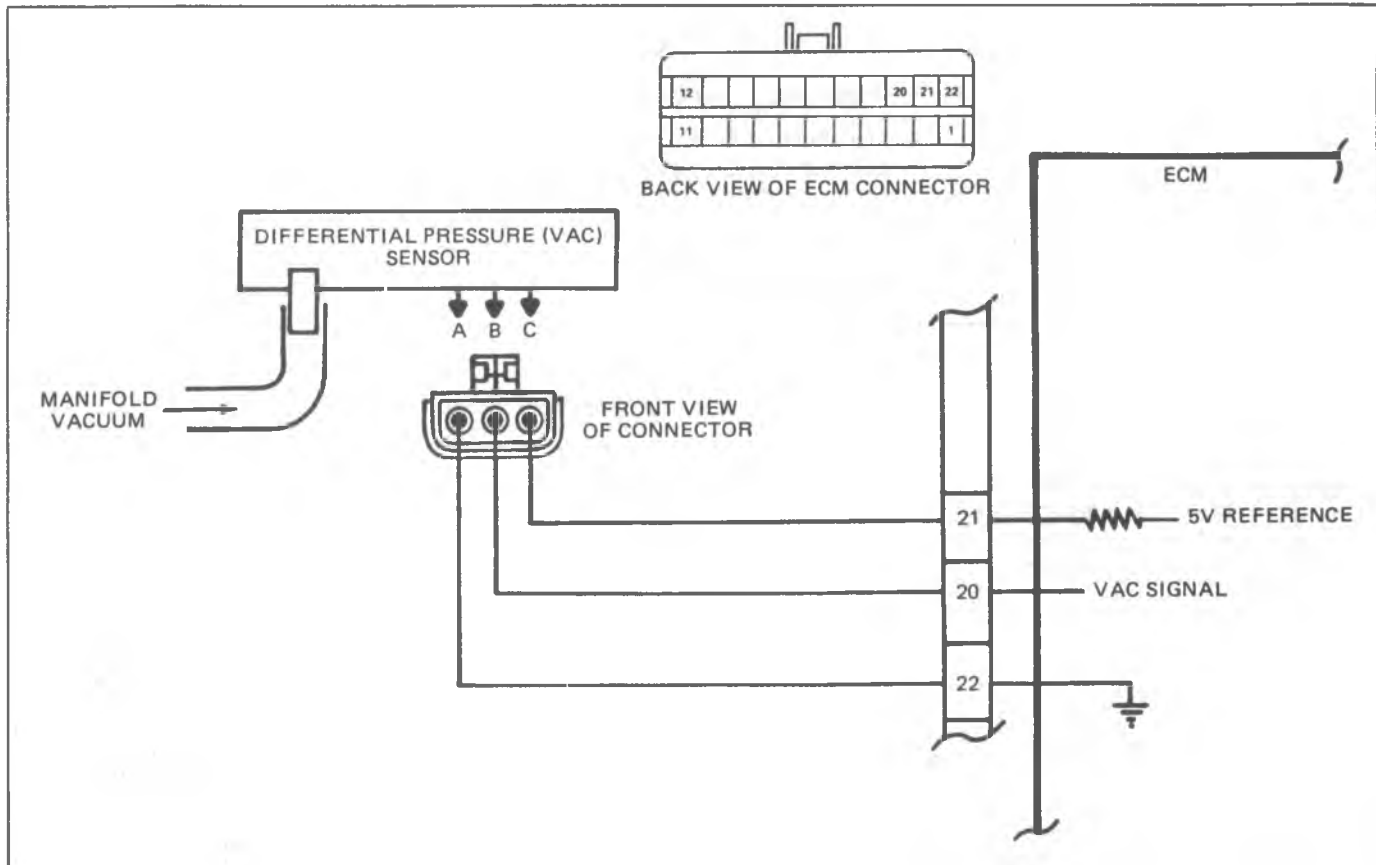 12 20 21 22
11 1
BACK VIEW OF ECM CONNECTOR
ECM
DIFFERENTIAL PRESSURE (VAC)
SENSOR
A B C
MANIFOLD
VACUUM
FRONT VIEW
OF CONNECTOR
21
5V REFERENCE
20
VAC SIGNAL
22